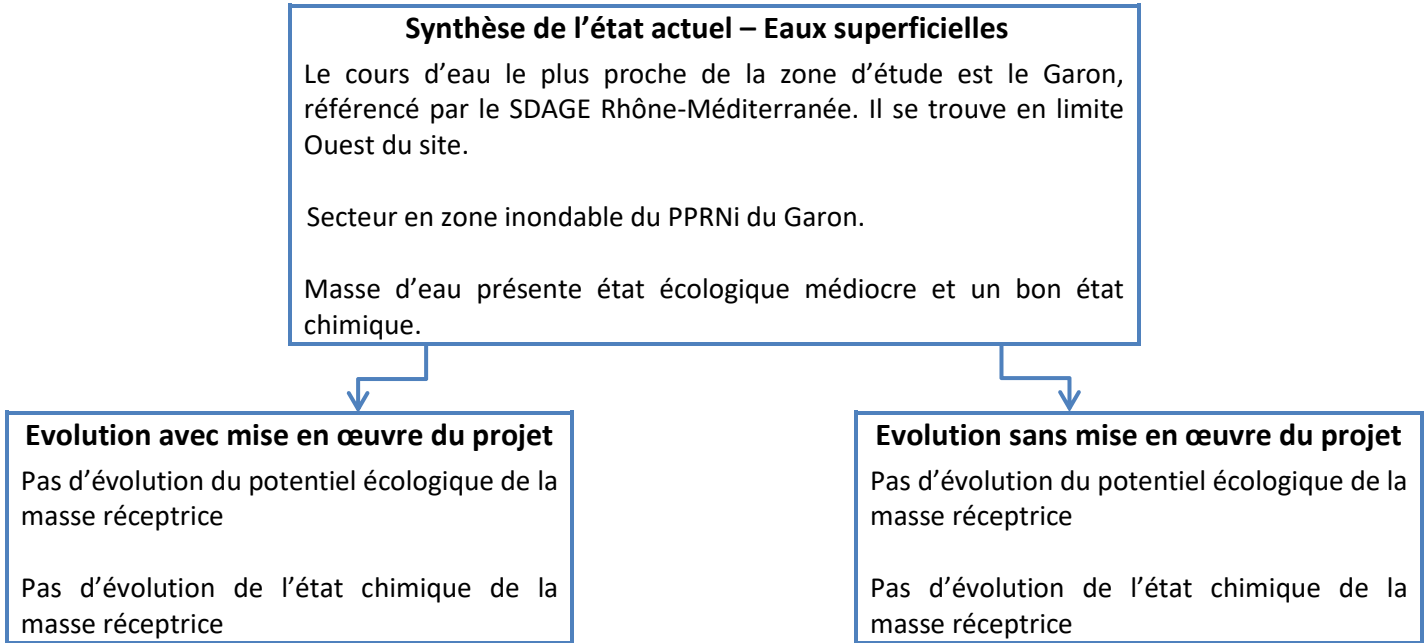 Synthèse de l’état actuel – Eaux superficielles
Le cours d’eau le plus proche de la zone d’étude est le Garon,
référencé par le SDAGE Rhône-Méditerranée. Il se trouve en limite
Ouest du site.
Secteur en zone inondable du PPRNi du Garon.
Masse d’eau présente état écologique médiocre et un bon état
chimique.
Evolution avec mise en œuvre du projet
Pas d’évolution du potentiel écologique de la
masse réceptrice
Pas d’évolution de l’état chimique de la
masse réceptrice
Evolution sans mise en œuvre du projet
Pas d’évolution du potentiel écologique de la
masse réceptrice
Pas d’évolution de l’état chimique de la
masse réceptrice